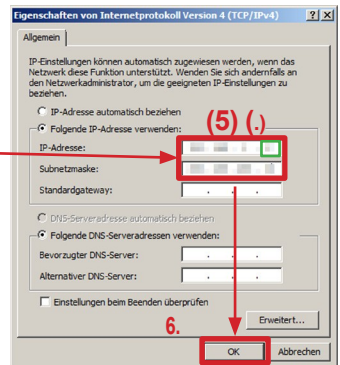 Eigenschaften von Internetprotokoll Version 4 (TCP/IPv4)
Allgemein
IP-Einstellungen können automatisch zugewiesen werden, wenn das
Netzwerk diese Funktion unterstützt. Wenden Sie sich andernfalls an
den Netzwerkadministrator, um die geeigneten IP-Einstellungen zu
beziehen.
IP-Adresse automatisch beziehen
Folgende IP-Adresse verwenden:
(5) (.)
IP-Adresse:
Subnetzmaske:
Standardgateway: . . .
DNS-Serveradresse automatisch beziehen
Folgende DNS-Serveradressen verwenden:
Bevorzugter DNS-Server: . . .
Alternativer DNS-Server: . . .
Einstellungen beim Beenden überprüfen
6.
Erweitert...
OK Abbrechen